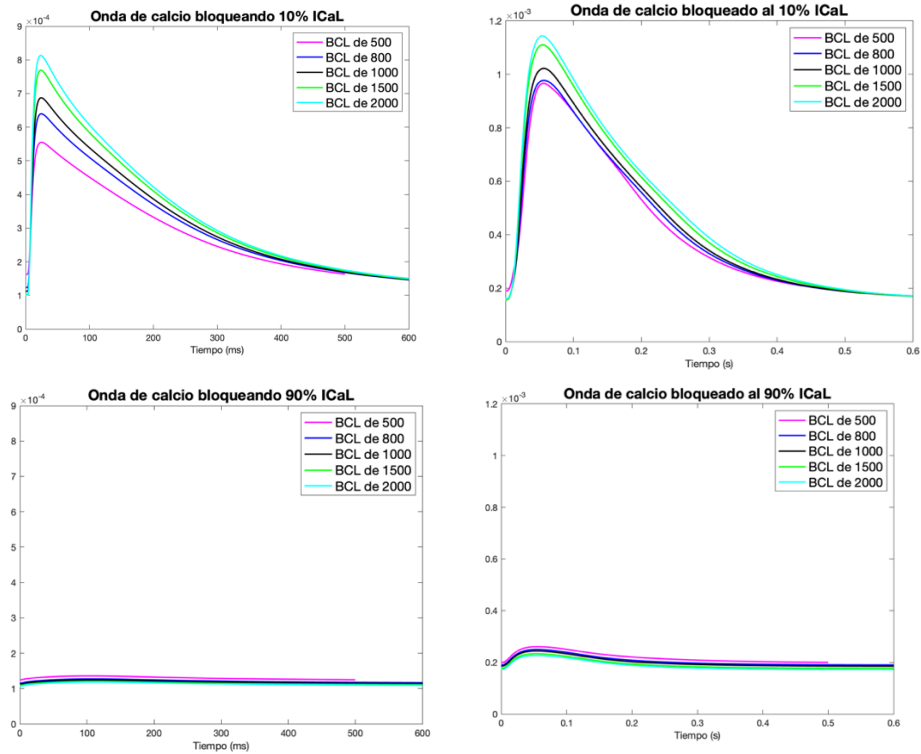 Onda de calcio bloqueando 10% ICaL
×10⁻⁴
9
8
7
6
5
4
3
2
1
0
BCL de 500
BCL de 800
BCL de 1000
BCL de 1500
BCL de 2000
0 100 200 300 400 500 600
Tiempo (ms)
Onda de calcio bloqueado al 10% ICaL
×10⁻³
1.2
1
0.8
0.6
0.4
0.2
0
BCL de 500
BCL de 800
BCL de 1000
BCL de 1500
BCL de 2000
0 0.1 0.2 0.3 0.4 0.5 0.6
Tiempo (s)
Onda de calcio bloqueando 90% ICaL
×10⁻⁴
9
8
7
6
5
4
3
2
1
0
BCL de 500
BCL de 800
BCL de 1000
BCL de 1500
BCL de 2000
0 100 200 300 400 500 600
Tiempo (ms)
Onda de calcio bloqueado al 90% ICaL
×10⁻³
1.2
1
0.8
0.6
0.4
0.2
0
BCL de 500
BCL de 800
BCL de 1000
BCL de 1500
BCL de 2000
0 0.1 0.2 0.3 0.4 0.5 0.6
Tiempo (s)